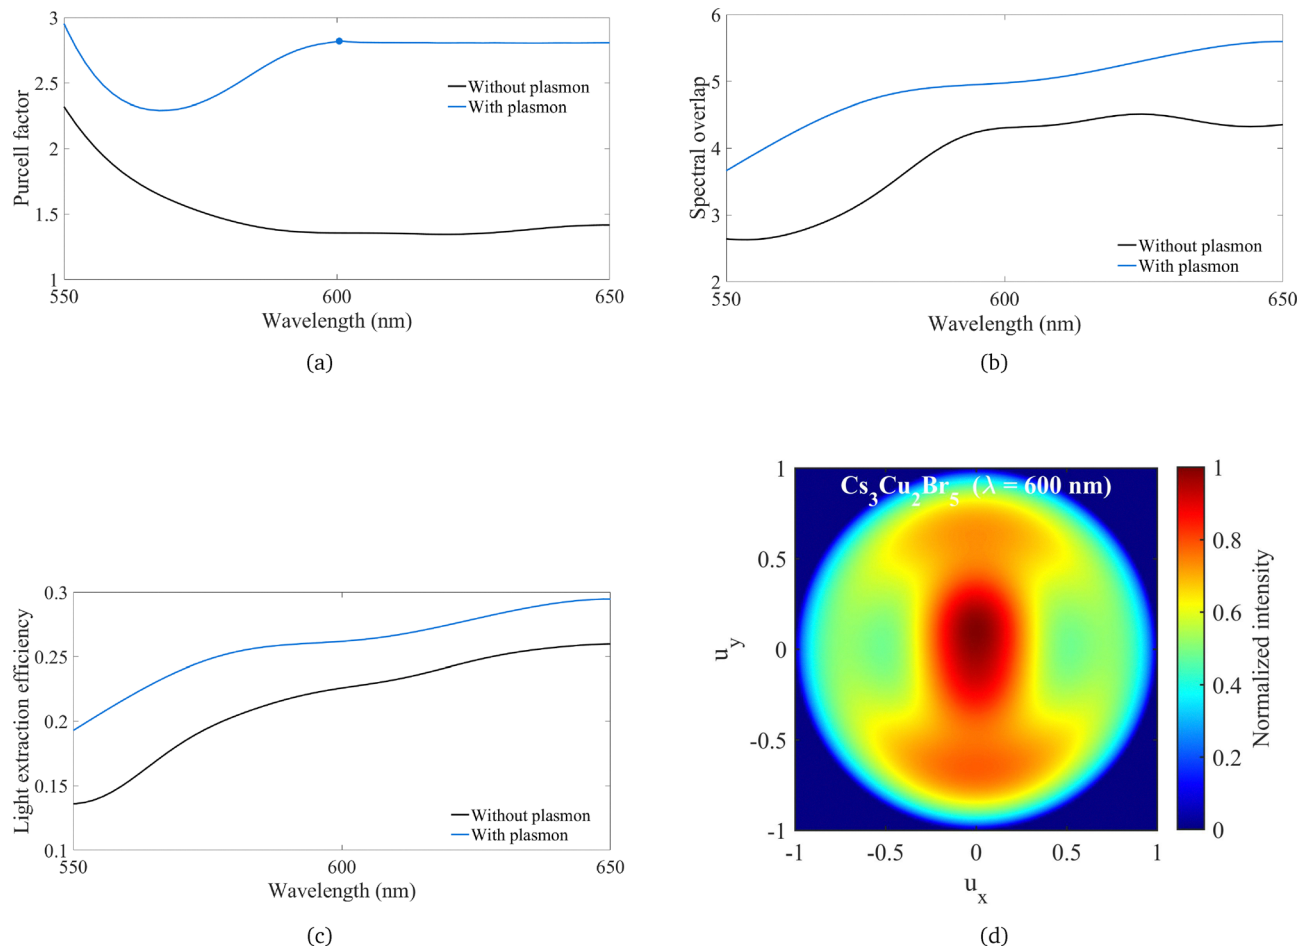 3
2.5
2
1.5
1
Purcell factor
Without plasmon
With plasmon
550
600
650
Wavelength (nm)
(a)
6
5
4
3
2
Spectral overlap
Without plasmon
With plasmon
550
600
650
Wavelength (nm)
(b)
0.3
0.25
0.2
0.15
0.1
Light extraction efficiency
Without plasmon
With plasmon
550
600
650
Wavelength (nm)
(c)
Cs3Cu2Br5 (λ = 600 nm)
1
0.5
0
-0.5
-1
u_y
-1
-0.5
0
0.5
1
u_x
1
0.8
0.6
0.4
0.2
0
Normalized intensity
(d)